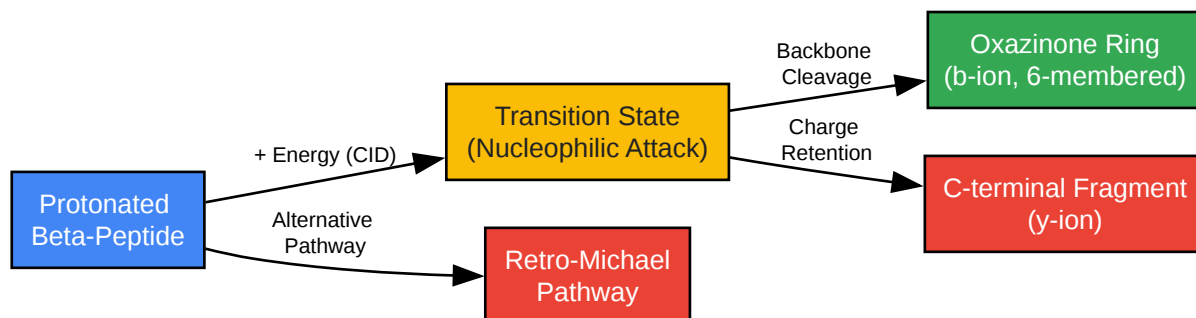 Protonated
Beta-Peptide
+ Energy (CID)
Alternative
Pathway
Transition State
(Nucleophilic Attack)
Retro-Michael
Pathway
Backbone
Cleavage
Charge
Retention
Oxazinone Ring
(b-ion, 6-membered)
C-terminal Fragment
(y-ion)